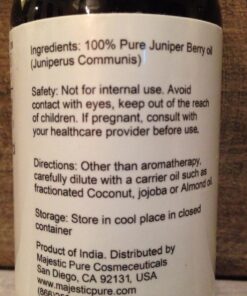 Ingredients: 100% Pure Juniper Berry oil
(Juniperus Communis)
Safety: Not for internal use. Avoid
contact with eyes, keep out of the reach
of children. If pregnant, consult with
your healthcare provider before use.
Directions: Other than aromatherapy,
carefully dilute with a carrier oil such as
fractionated Coconut, jojoba or Almond oil.
Storage: Store in cool place in closed
container
Product of India. Distributed by
Majestic Pure Cosmeceuticals
San Diego, CA 92131, USA
www.majesticpure.com